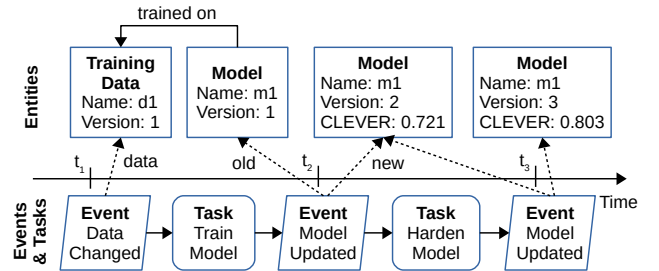 trained on
Entities
Training
Data
Name: d1
Version: 1
Model
Name: m1
Version: 1
Model
Name: m1
Version: 2
CLEVER: 0.721
Model
Name: m1
Version: 3
CLEVER: 0.803
t1
data
old
t2
new
t3
Time
Events
& Tasks
Event
Data
Changed
Task
Train
Model
Event
Model
Updated
Task
Harden
Model
Event
Model
Updated